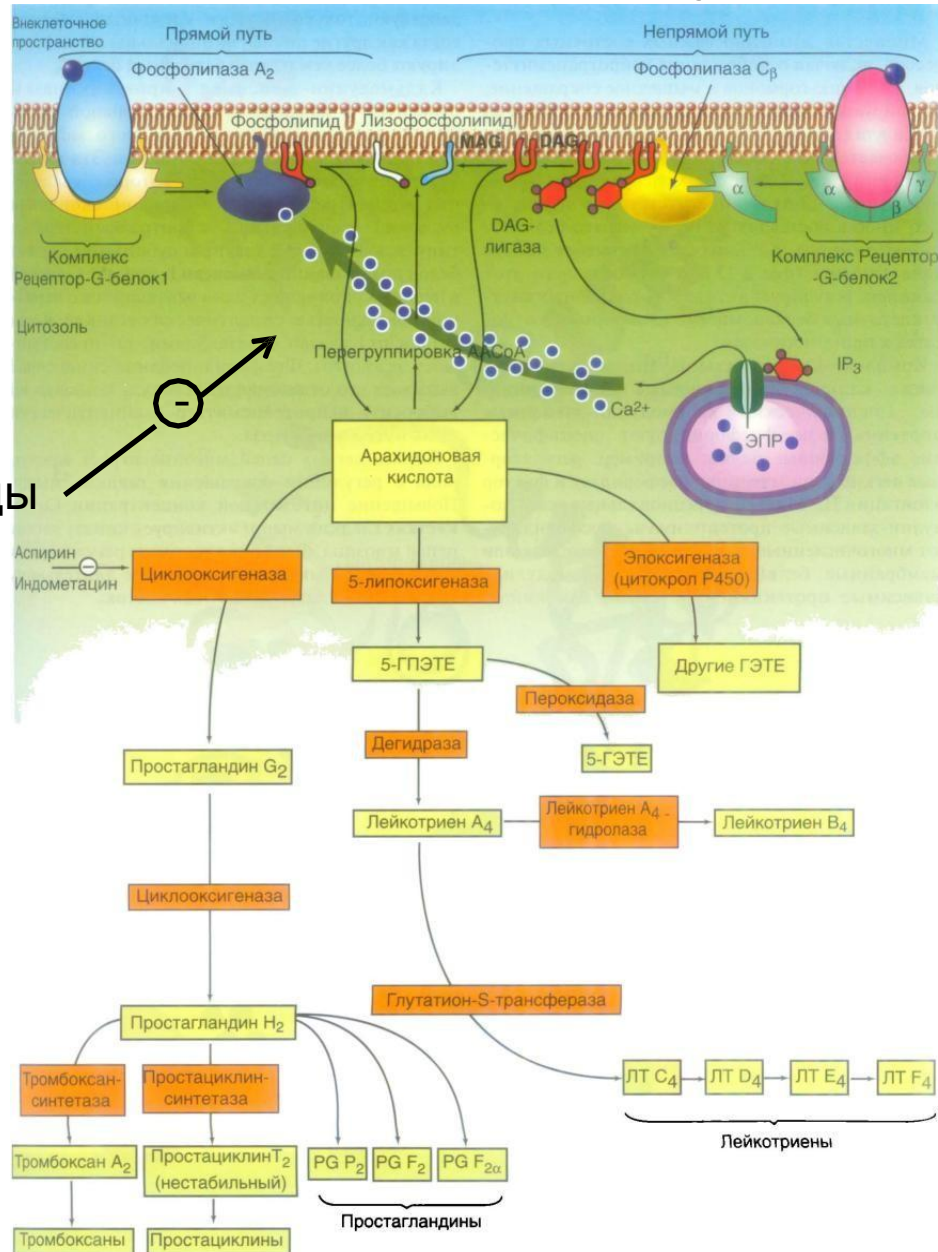 Внеклеточное
пространство
Прямой путь
Непрямой путь
Фосфолипаза A₂
Фосфолипаза Cβ
Фосфолипид
Лизофосфолипид
MAG
DAG
α
α
β
γ
DAG-
лигаза
Комплекс
Рецептор-G-белок1
Комплекс Рецептор
-G-белок2
Цитозоль
Перегруппировка AACoA
IP₃
Ca²⁺
ЭПР
-
ды
Арахидоновая
кислота
Аспирин
Индометацин
−
Циклооксигеназа
5-липоксигеназа
Эпоксигеназа
(цитокрол P450)
5-ГПЭТЕ
Другие ГЭТЕ
Пероксидаза
Дегидраза
5-ГЭТЕ
Простагландин G₂
Лейкотриен A₄
Лейкотриен A₄ -
гидролаза
Лейкотриен B₄
Циклооксигеназа
Глутатион-S-трансфераза
Простагландин H₂
Тромбоксан-
синтетаза
Простациклин-
синтетаза
ЛТ C₄
ЛТ D₄
ЛТ E₄
ЛТ F₄
Лейкотриены
Тромбоксан A₂
ПростациклинT₂
(нестабильный)
PG P₂
PG F₂
PG F₂α
Простагландины
Тромбоксаны
Простациклины